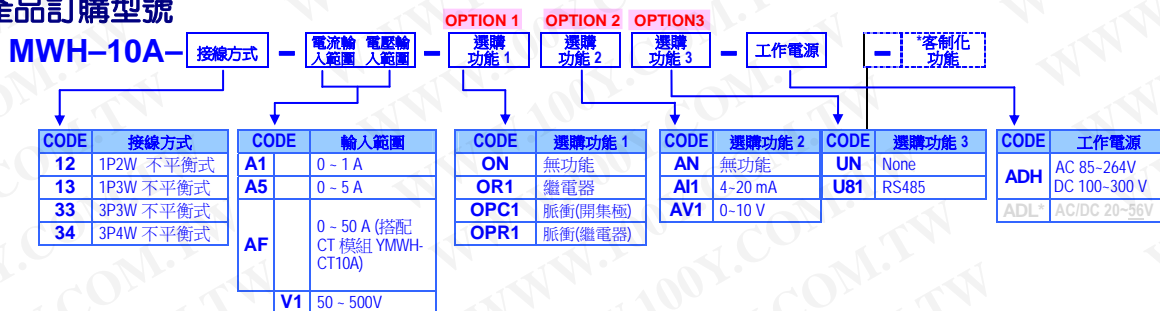 產品訂購型號
OPTION 1 OPTION 2 OPTION3
MWH–10A– 接線方式 – 電流輸入範圍 電壓輸入範圍 – 選購功能 1 選購功能 2 選購功能 3 – 工作電源 – *客制化功能
CODE 接線方式
12 1P2W 不平衡式
13 1P3W 不平衡式
33 3P3W 不平衡式
34 3P4W 不平衡式
CODE 輸入範圍
A1 0 ~ 1 A
A5 0 ~ 5 A
AF 0 ~ 50 A (搭配
CT 模組 YMWH-
CT10A)
V1 50 ~ 500V
CODE 選購功能 1
ON 無功能
OR1 繼電器
OPC1 脈衝(開集極)
OPR1 脈衝(繼電器)
CODE 選購功能 2
AN 無功能
AI1 4~20 mA
AV1 0~10 V
CODE 選購功能 3
UN None
U81 RS485
CODE 工作電源
ADH AC 85~264V
DC 100~300 V
ADL* AC/DC 20~56V
WWW.100Y.COM.TW